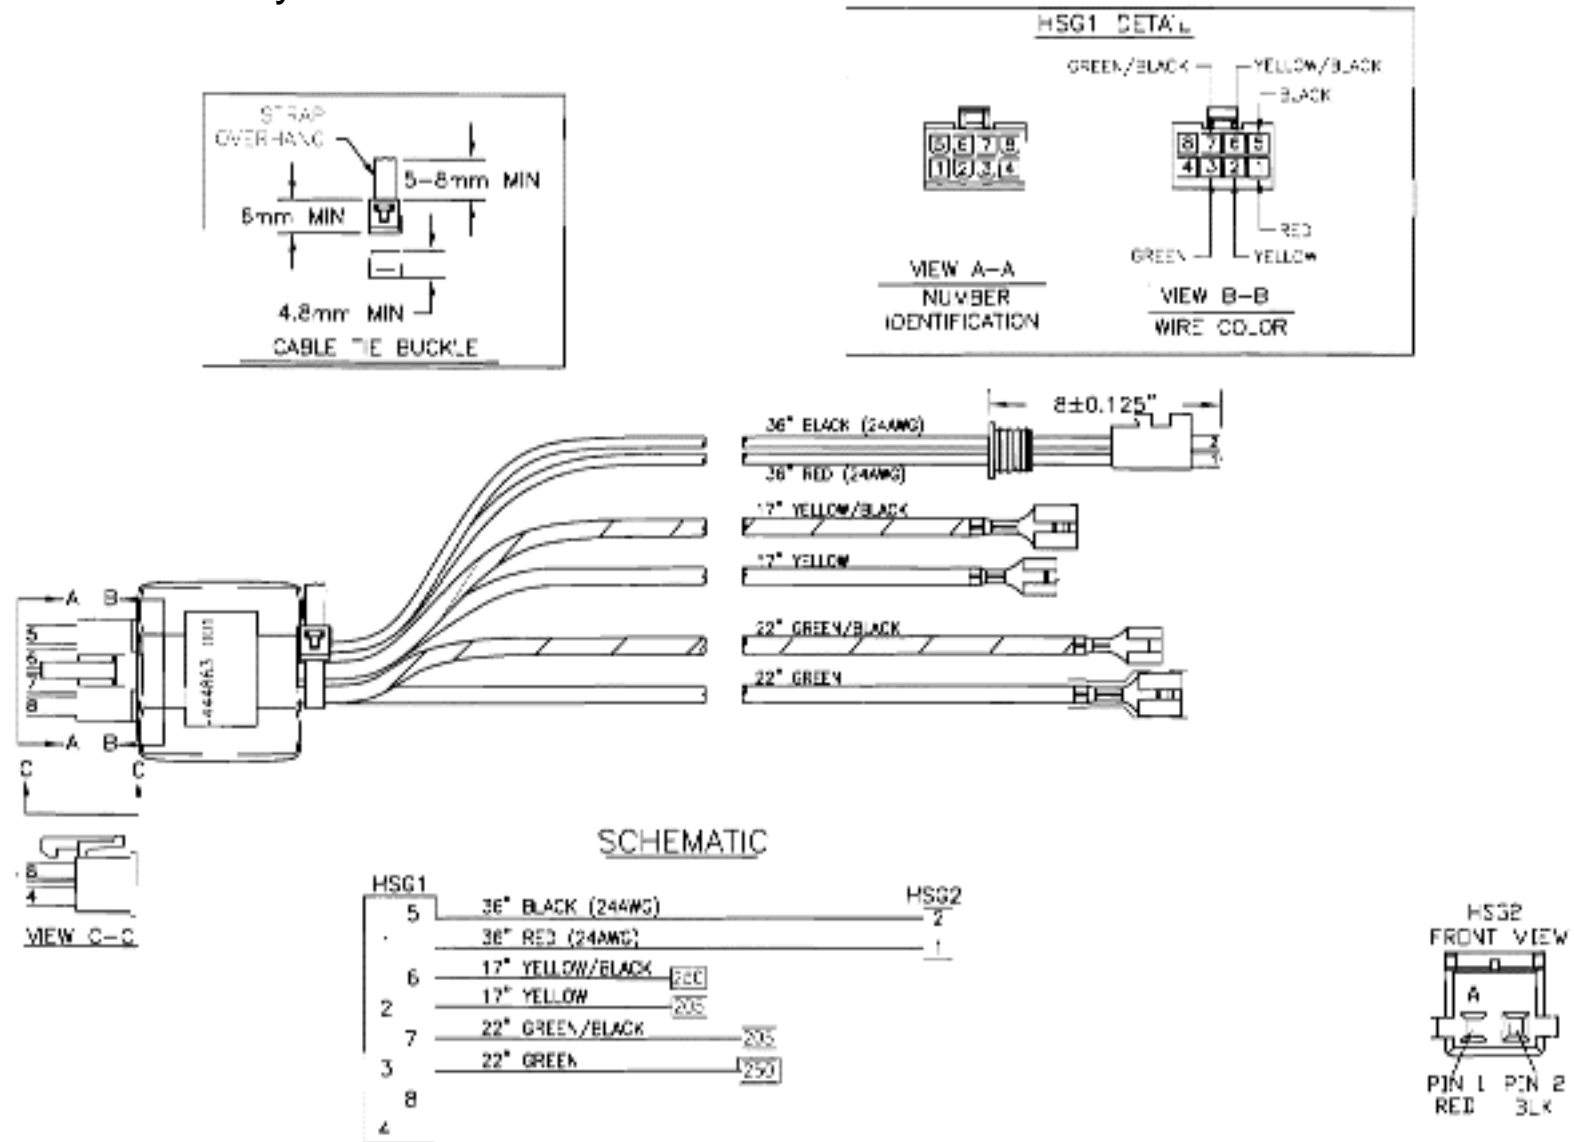 HSG1 DETAIL
GREEN/BLACK
YELLOW/BLACK
BLACK
5 6 7 8
1 2 3 4
8 7 6 5
4 3 2 1
RED
GREEN
YELLOW
VIEW A-A
NUMBER
IDENTIFICATION
VIEW B-B
WIRE COLOR
STRAP
OVERHANG
5-8mm MIN
6mm MIN
4.8mm MIN
CABLE TIE BUCKLE
8±0.125"
36" BLACK (24AWG)
36" RED (24AWG)
17" YELLOW/BLACK
17" YELLOW
22" GREEN/BLACK
22" GREEN
A B
5
8
A B
C C
8
4
VIEW C-C
SCHEMATIC
HSG1
HSG2
5 36" BLACK (24AWG) 2
36" RED (24AWG) 1
6 17" YELLOW/BLACK
2 17" YELLOW 205
7 22" GREEN/BLACK 205
3 22" GREEN 250
8
4
HSG2
FRONT VIEW
A
PIN 1 PIN 2
RED BLK